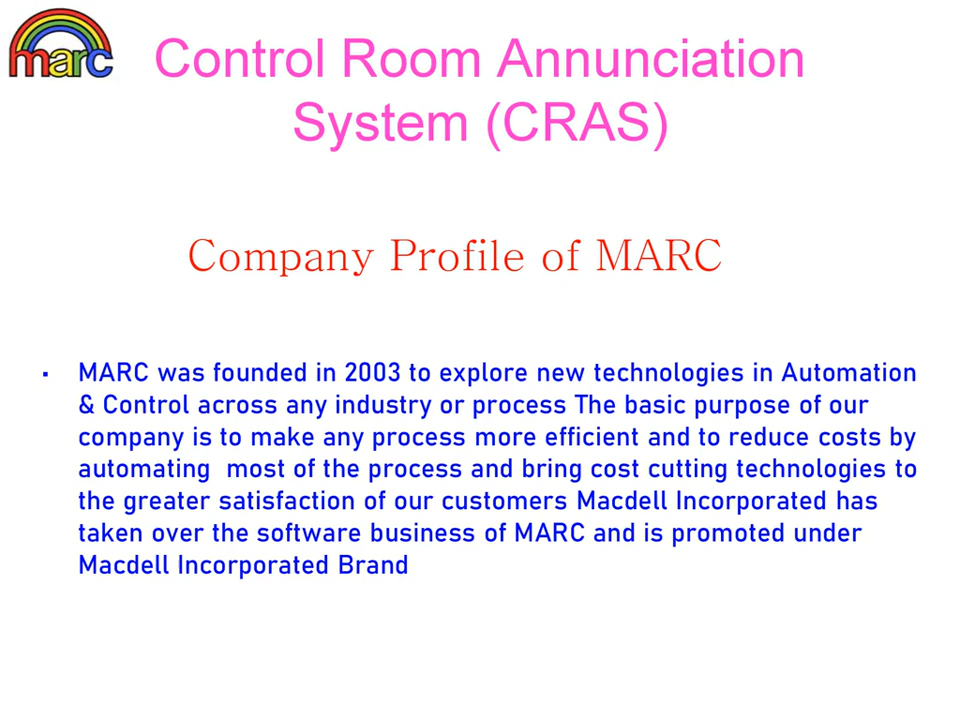 marc
Control Room Annunciation
System (CRAS)
Company Profile of MARC
▪ MARC was founded in 2003 to explore new technologies in Automation
& Control across any industry or process The basic purpose of our
company is to make any process more efficient and to reduce costs by
automating  most of the process and bring cost cutting technologies to
the greater satisfaction of our customers Macdell Incorporated has
taken over the software business of MARC and is promoted under
Macdell Incorporated Brand